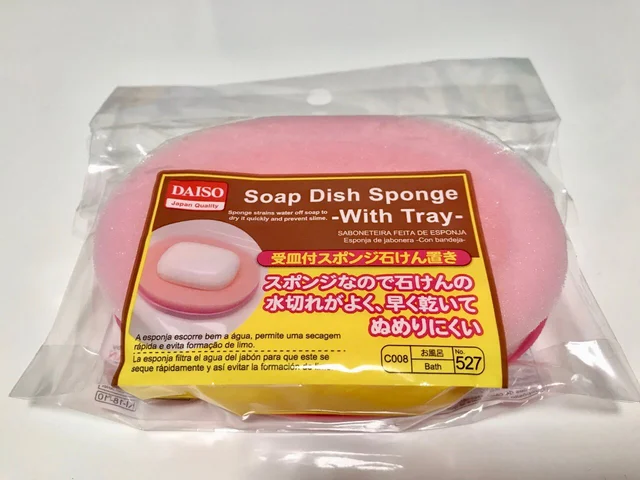 DAISO
Japan Quality
Soap Dish Sponge
-With Tray-
Sponge strains water off soap to
dry it quickly and prevent slime.
SABONETEIRA FEITA DE ESPONJA
Esponja de jabonera -Con bandeja-
受皿付スポンジ石けん置き
スポンジなので石けんの
水切れがよく、早く乾いて
ぬめりにくい
A esponja escorre bem a água, permite uma secagem
rápida e evita formação de limo.
La esponja filtra el agua del jabón para que este se
seque rápidamente y así evitar la formación de limo
C008
お風呂
Bath
No.
527